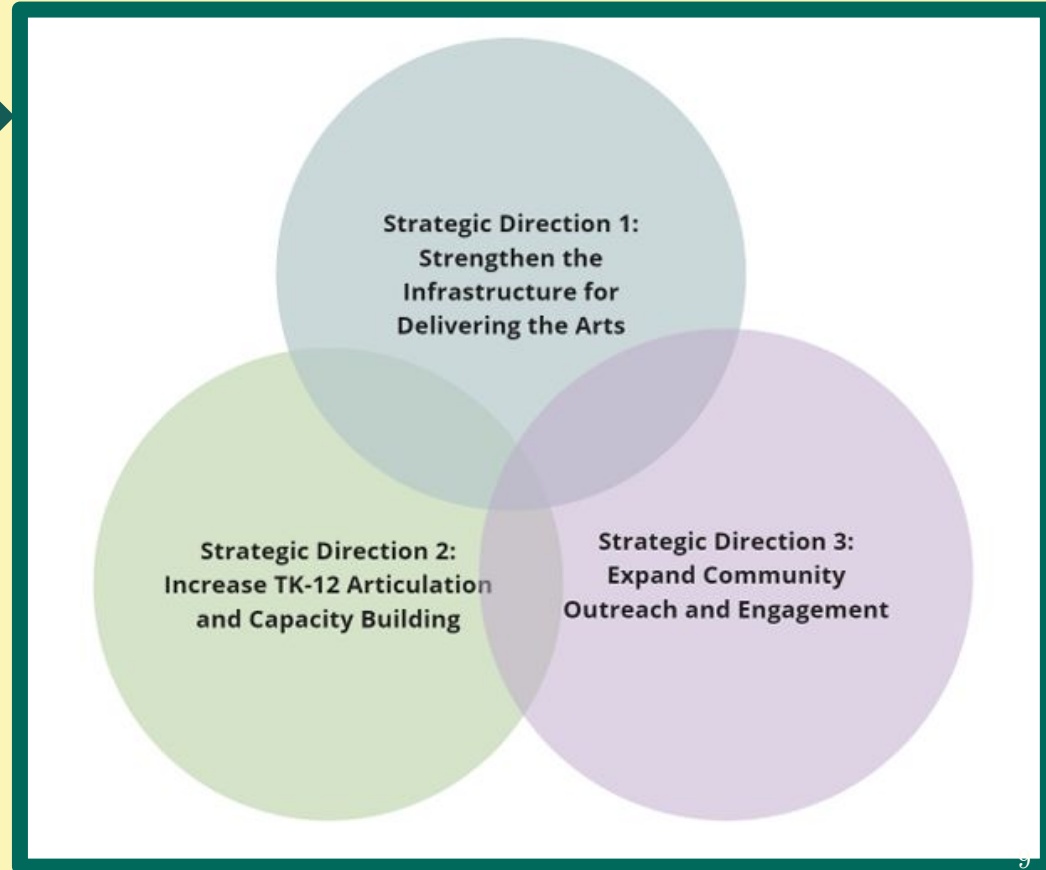 Strategic Direction 1:
Strengthen the
Infrastructure for
Delivering the Arts
Strategic Direction 2:
Increase TK-12 Articulation
and Capacity Building
Strategic Direction 3:
Expand Community
Outreach and Engagement
9